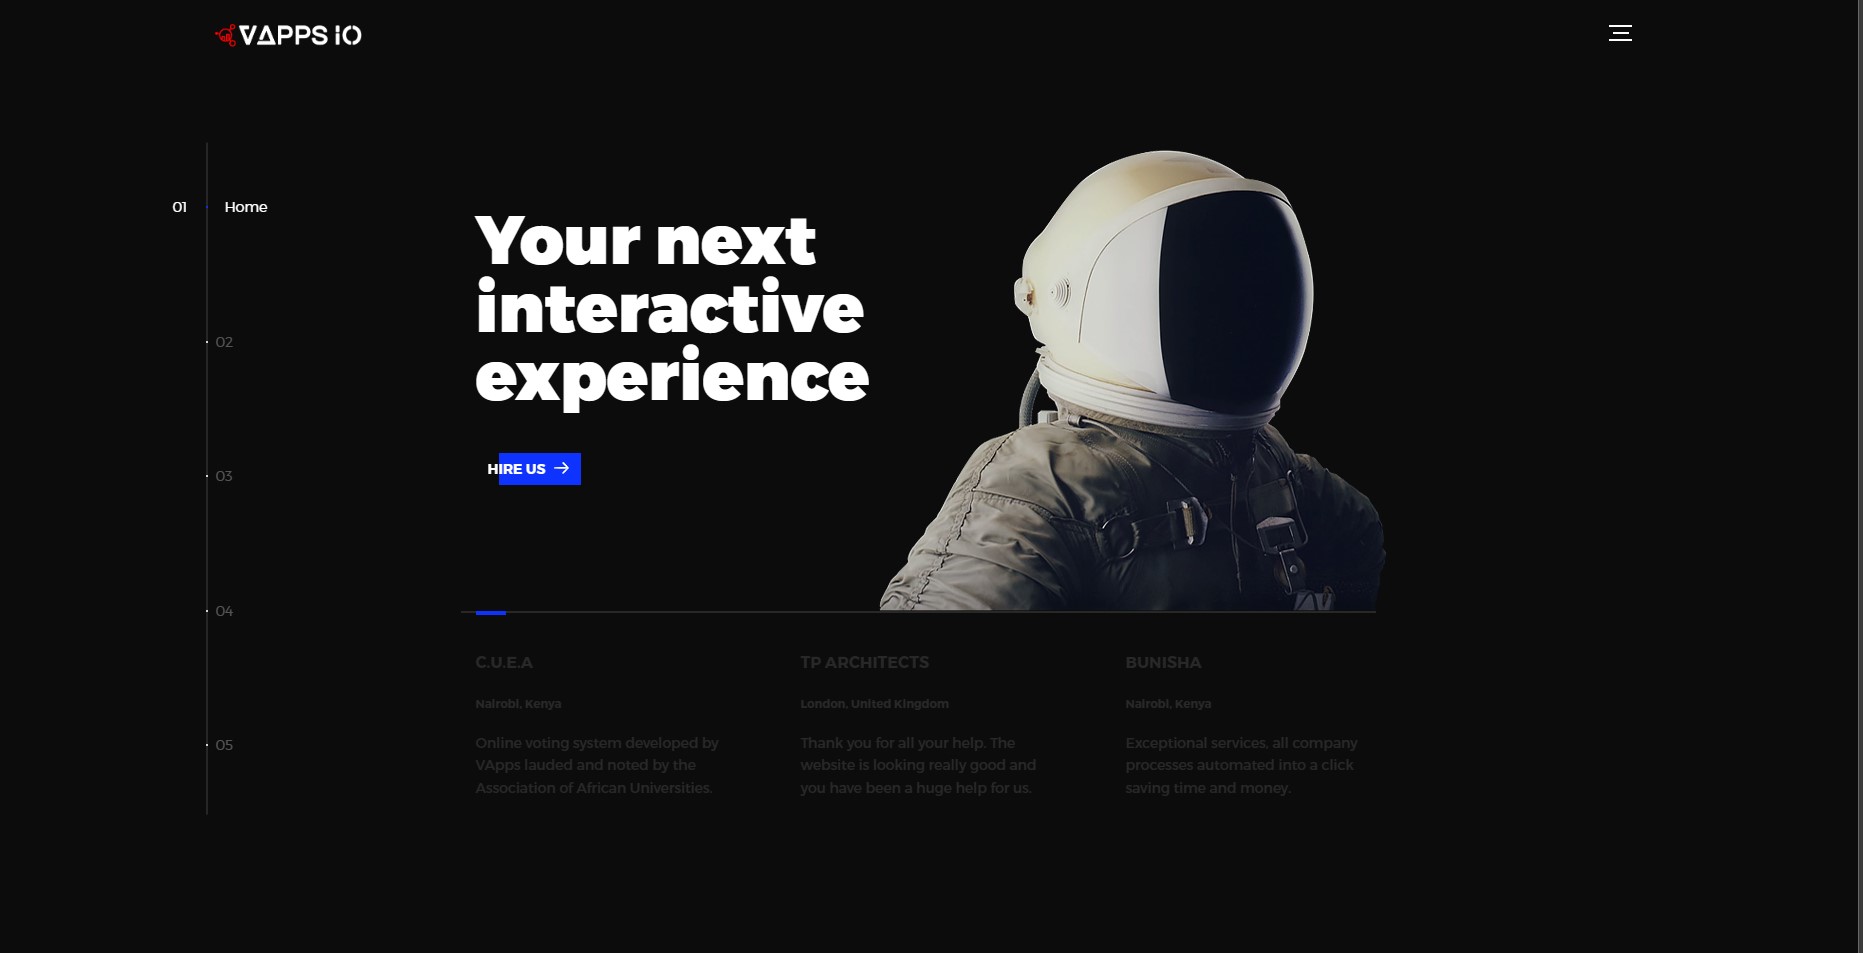 VAPPS iO
01 Home
02
03
04
05
Your next
interactive
experience
HIRE US
C.U.E.A
Nairobi, Kenya
Online voting system developed by
VApps lauded and noted by the
Association of African Universities.
TP ARCHITECTS
London, United Kingdom
Thank you for all your help. The
website is looking really good and
you have been a huge help for us.
BUNISHA
Nairobi, Kenya
Exceptional services, all company
processes automated into a click
saving time and money.